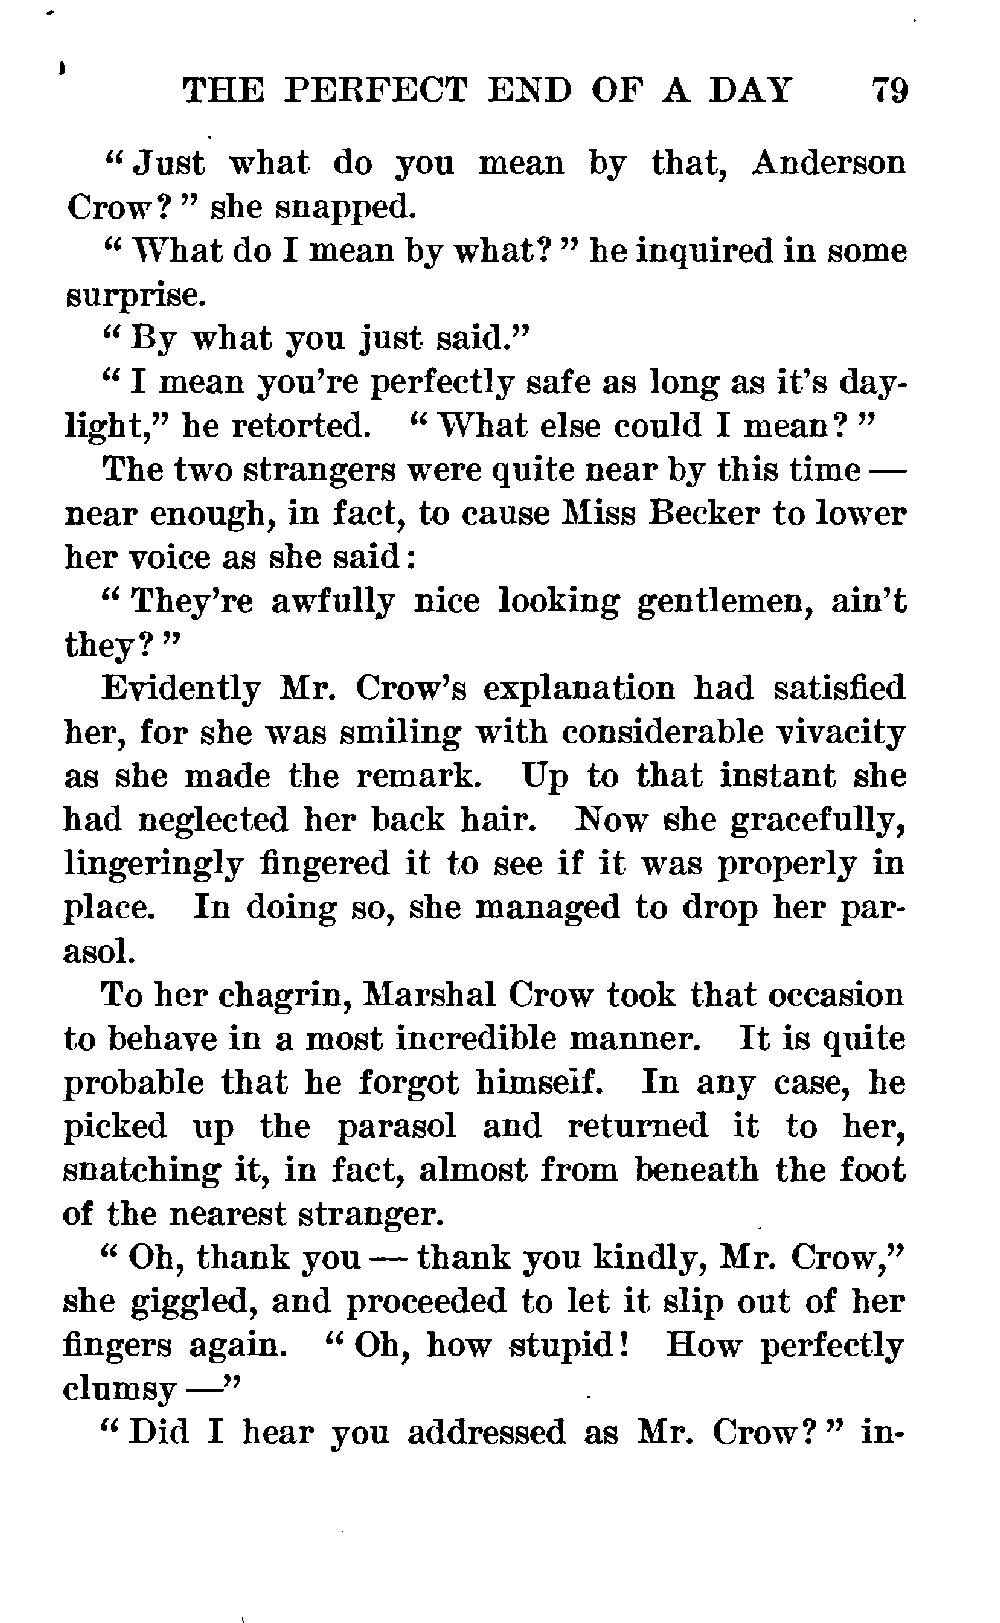 THE PERFECT END OF A DAY 79
“ Just what do you mean by that, Anderson
Crow? ” she snapped.
“ What do I mean by what? ” he inquired in some
surprise.
“ By what you just said.”
“ I mean you’re perfectly safe as long as it’s day-
light,” he retorted. “ What else could I mean? ”
The two strangers were quite near by this time —
near enough, in fact, to cause Miss Becker to lower
her voice as she said:
“ They’re awfully nice looking gentlemen, ain’t
they? ”
Evidently Mr. Crow’s explanation had satisfied
her, for she was smiling with considerable vivacity
as she made the remark. Up to that instant she
had neglected her back hair. Now she gracefully,
lingeringly fingered it to see if it was properly in
place. In doing so, she managed to drop her par-
asol.
To her chagrin, Marshal Crow took that occasion
to behave in a most incredible manner. It is quite
probable that he forgot himself. In any case, he
picked up the parasol and returned it to her,
snatching it, in fact, almost from beneath the foot
of the nearest stranger.
“ Oh, thank you — thank you kindly, Mr. Crow,”
she giggled, and proceeded to let it slip out of her
fingers again. “ Oh, how stupid! How perfectly
clumsy —”
“ Did I hear you addressed as Mr. Crow? ” in-